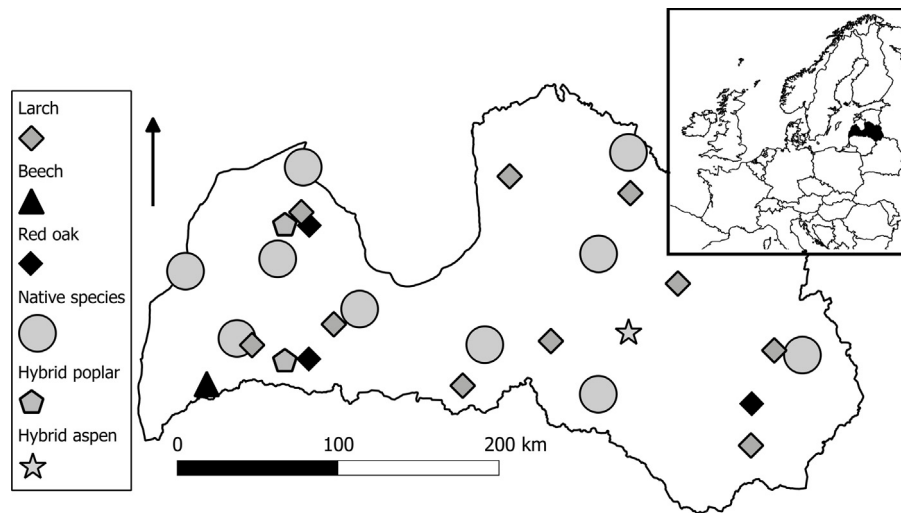 Larch
Beech
Red oak
Native species
Hybrid poplar
Hybrid aspen
0 100 200 km